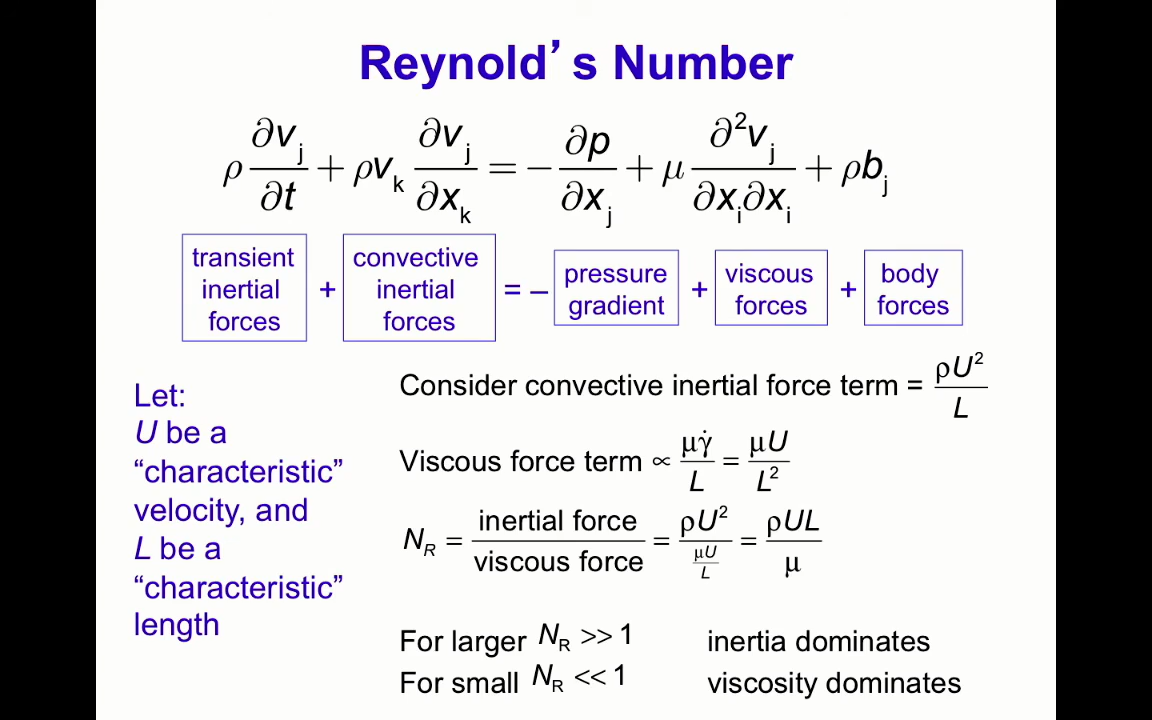 Reynold’s Number
ρ ∂v_j/∂t + ρv_k ∂v_j/∂x_k = − ∂p/∂x_j + μ ∂²v_j/∂x_i∂x_i + ρb_j
transient inertial forces + convective inertial forces = – pressure gradient + viscous forces + body forces
Let:
U be a
“characteristic”
velocity, and
L be a
“characteristic”
length
Consider convective inertial force term = ρU²/L
Viscous force term ∝ μγ̇/L = μU/L²
N_R = inertial force/viscous force = ρU²/(μU/L) = ρUL/μ
For larger N_R >> 1 inertia dominates
For small N_R << 1 viscosity dominates